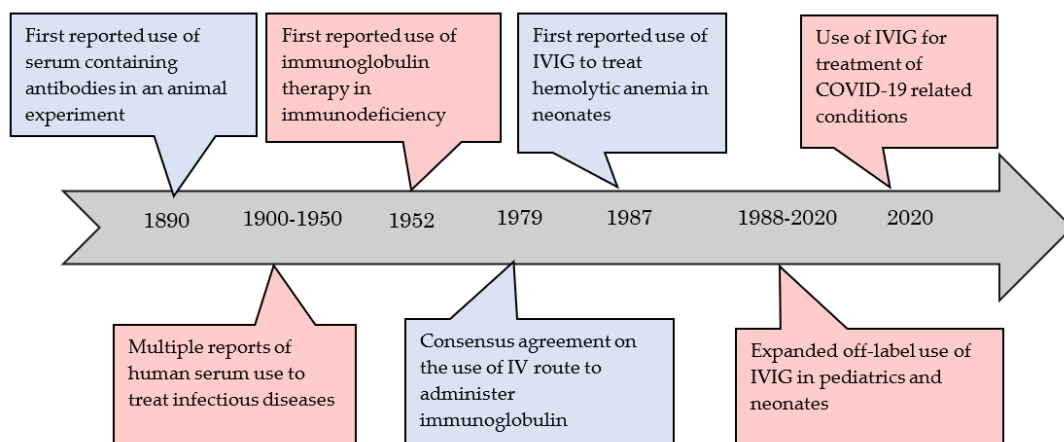 First reported use of
serum containing
antibodies in an animal
experiment
First reported use of
immunoglobulin
therapy in
immunodeficiency
First reported use of
IVIG to treat
hemolytic anemia in
neonates
Use of IVIG for
treatment of
COVID-19 related
conditions
1890
1900-1950
1952
1979
1987
1988-2020
2020
Multiple reports of
human serum use to
treat infectious diseases
Consensus agreement on
the use of IV route to
administer
immunoglobulin
Expanded off-label use of
IVIG in pediatrics and
neonates